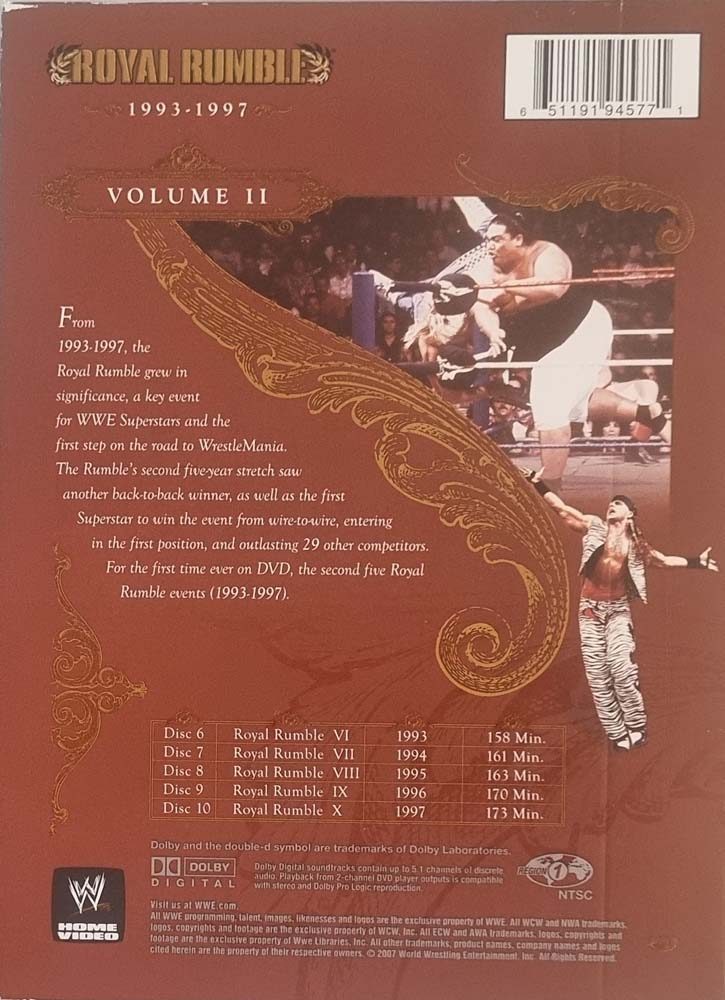 ROYAL RUMBLE
1993-1997
6 51191 94577 1
VOLUME II
From
1993-1997, the
Royal Rumble grew in
significance, a key event
for WWE Superstars and the
first step on the road to WrestleMania.
The Rumble's second five-year stretch saw
another back-to-back winner, as well as the first
Superstar to win the event from wire-to-wire, entering
in the first position, and outlasting 29 other competitors.
For the first time ever on DVD, the second five Royal
Rumble events (1993-1997).
Disc 6 Royal Rumble VI 1993 158 Min.
Disc 7 Royal Rumble VII 1994 161 Min.
Disc 8 Royal Rumble VIII 1995 163 Min.
Disc 9 Royal Rumble IX 1996 170 Min.
Disc 10 Royal Rumble X 1997 173 Min.
Dolby and the double-d symbol are trademarks of Dolby Laboratories.
DOLBY
DIGITAL
Dolby Digital soundtracks contain up to 5.1 channels of discrete
audio. Playback from 2-channel DVD player outputs is compatible
with stereo and Dolby Pro Logic reproduction.
REGION 1
NTSC
W
HOME
VIDEO
Visit us at WWE.com.
All WWE programming, talent, images, likenesses and logos are the exclusive property of WWE. All WCW and NWA trademarks,
logos, copyrights and footage are the exclusive property of WCW, Inc. All ECW and AWA trademarks, logos, copyrights and
footage are the exclusive property of Wwe Libraries, Inc. All other trademarks, product names, company names and logos
cited herein are the property of their respective owners. © 2007 World Wrestling Entertainment, Inc. All Rights Reserved.